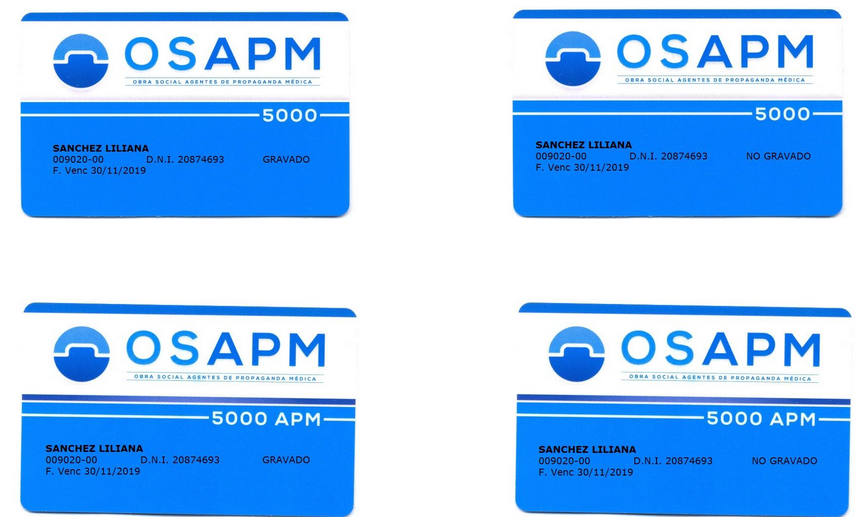 OSAPM
OBRA SOCIAL AGENTES DE PROPAGANDA MÉDICA
5000
SANCHEZ LILIANA
009020-00 D.N.I. 20874693 GRAVADO
F. Venc 30/11/2019
OSAPM
OBRA SOCIAL AGENTES DE PROPAGANDA MÉDICA
5000
SANCHEZ LILIANA
009020-00 D.N.I. 20874693 NO GRAVADO
F. Venc 30/11/2019
OSAPM
OBRA SOCIAL AGENTES DE PROPAGANDA MÉDICA
5000 APM
SANCHEZ LILIANA
009020-00 D.N.I. 20874693 GRAVADO
F. Venc 30/11/2019
OSAPM
OBRA SOCIAL AGENTES DE PROPAGANDA MÉDICA
5000 APM
SANCHEZ LILIANA
009020-00 D.N.I. 20874693 NO GRAVADO
F. Venc 30/11/2019